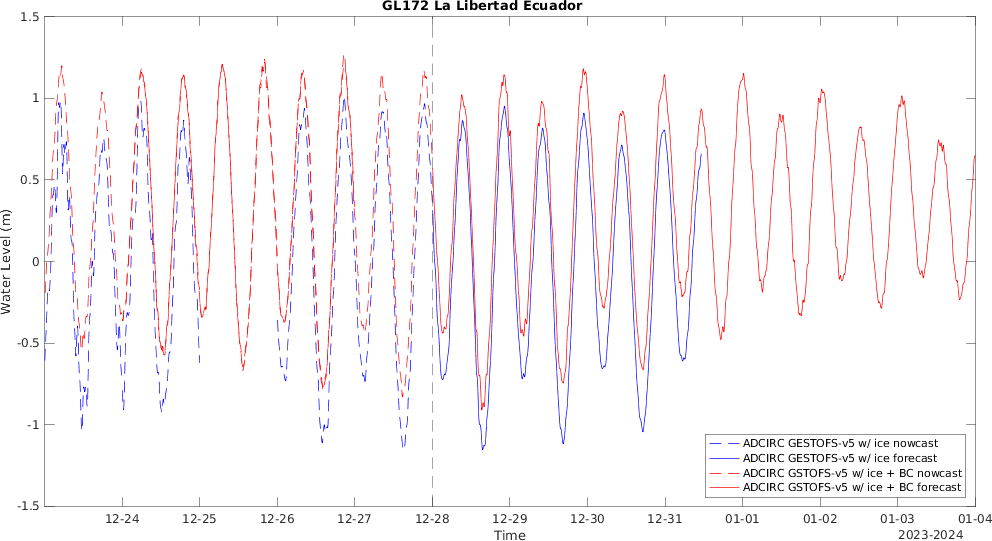 GL172 La Libertad Ecuador
1.5
1
0.5
0
-0.5
-1
-1.5
Water Level (m)
ADCIRC GESTOFS-v5 w/ ice nowcast
ADCIRC GESTOFS-v5 w/ ice forecast
ADCIRC GSTOFS-v5 w/ ice + BC nowcast
ADCIRC GSTOFS-v5 w/ ice + BC forecast
12-24 12-25 12-26 12-27 12-28 12-29 12-30 12-31 01-01 01-02 01-03 01-04
Time
2023-2024